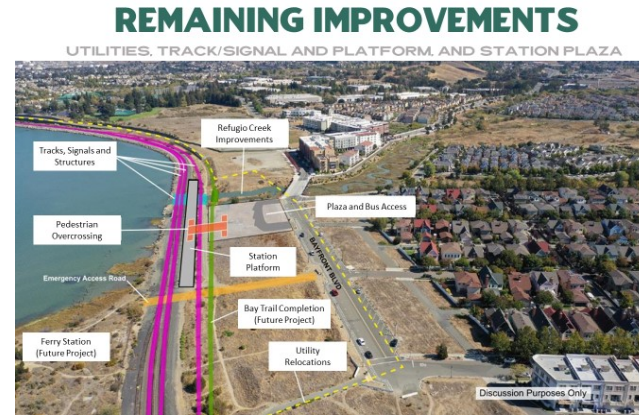 REMAINING IMPROVEMENTS
UTILITIES, TRACK/SIGNAL AND PLATFORM, AND STATION PLAZA
Refugio Creek
Improvements
Tracks, Signals and
Structures
Plaza and Bus Access
Pedestrian
Overcrossing
BAYFRONT BLVD
Station
Platform
Emergency Access Road
Bay Trail Completion
(Future Project)
Ferry Station
(Future Project)
Utility
Relocations
Discussion Purposes Only